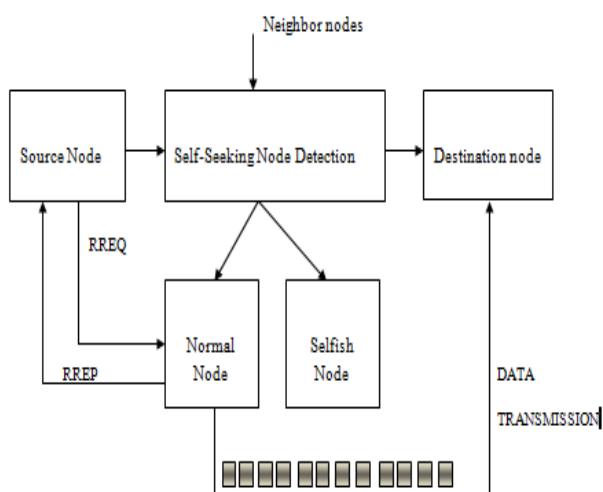 Neighbor nodes
Source Node
Self-Seeking Node Detection
Destination node
RREQ
Normal
Node
Selfish
Node
RREP
DATA
TRANSMISSION